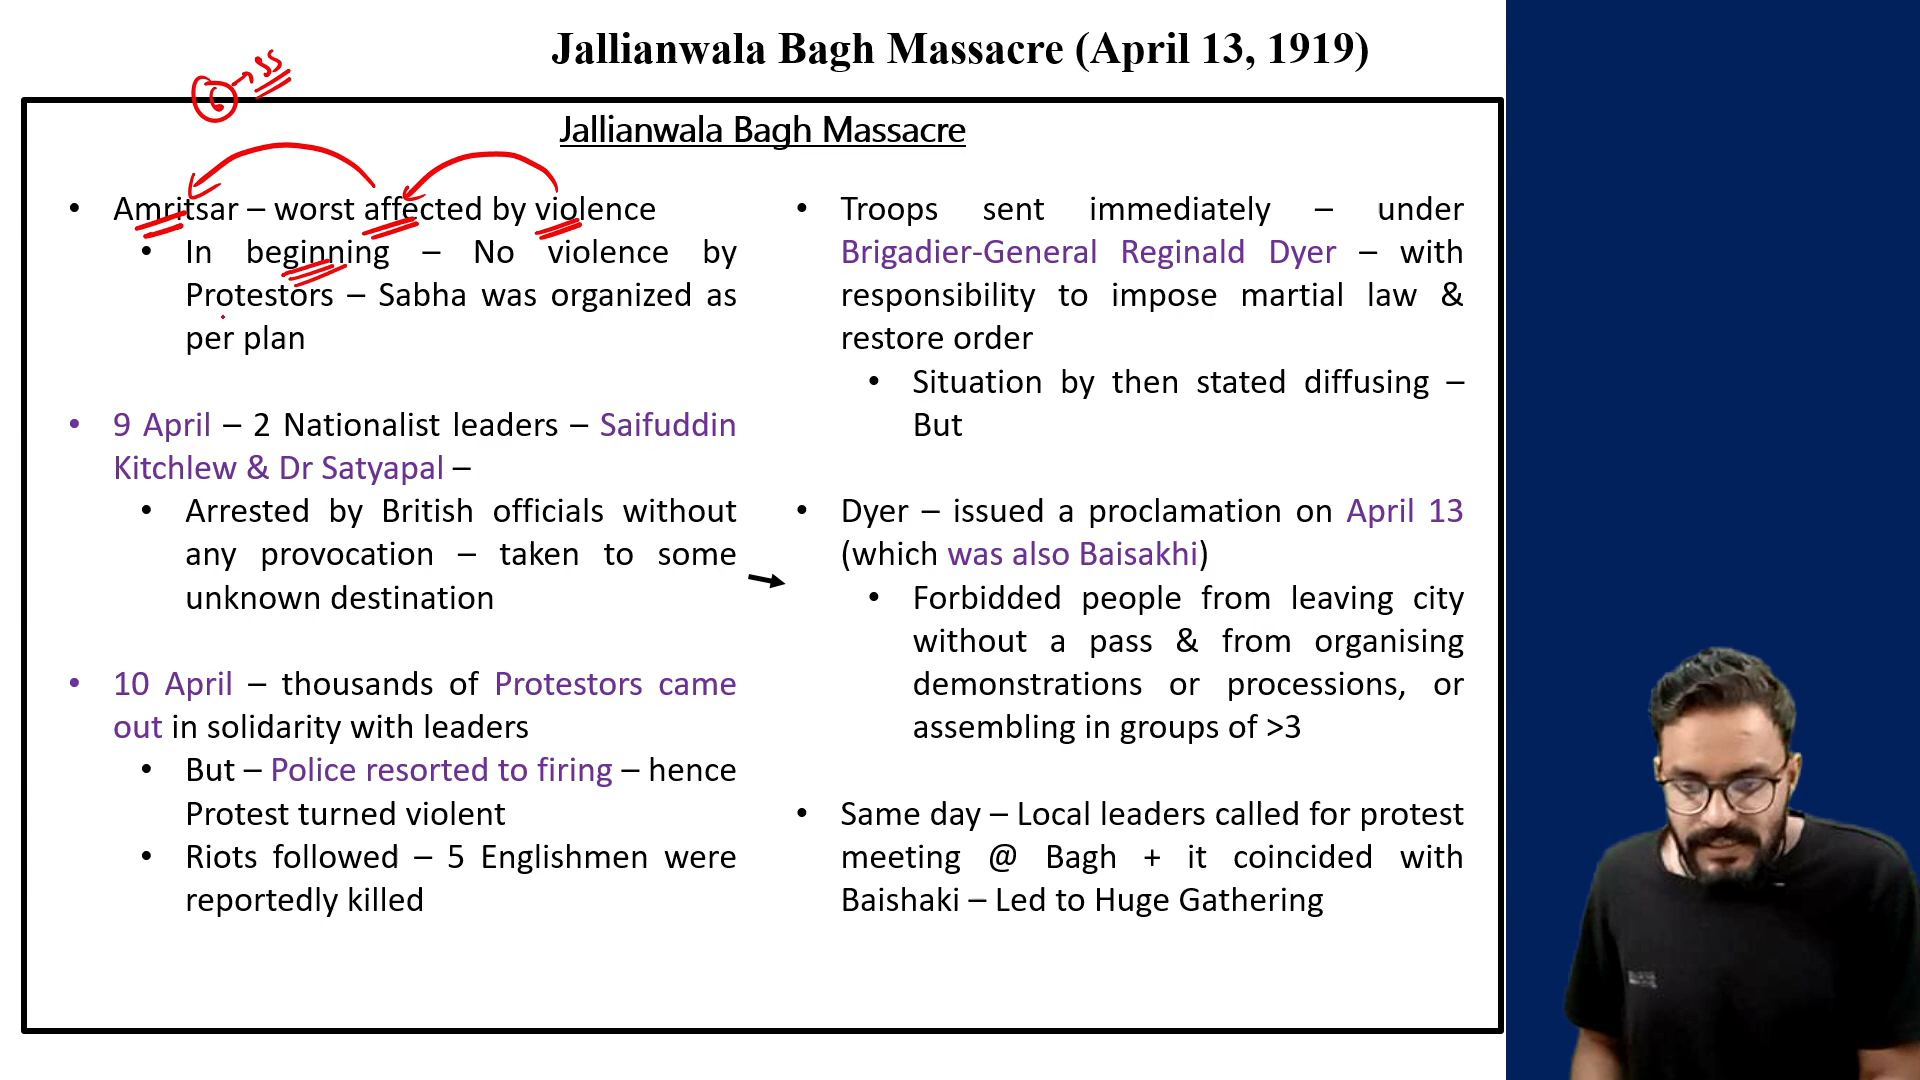 Jallianwala Bagh Massacre (April 13, 1919)
6 → SS
Jallianwala Bagh Massacre
• Amritsar – worst affected by violence
• In beginning – No violence by
Protestors – Sabha was organized as
per plan
• 9 April – 2 Nationalist leaders – Saifuddin
Kitchlew & Dr Satyapal –
• Arrested by British officials without
any provocation – taken to some
unknown destination
• 10 April – thousands of Protestors came
out in solidarity with leaders
• But – Police resorted to firing – hence
Protest turned violent
• Riots followed – 5 Englishmen were
reportedly killed
• Troops sent immediately – under
Brigadier-General Reginald Dyer – with
responsibility to impose martial law &
restore order
• Situation by then stated diffusing –
But
• Dyer – issued a proclamation on April 13
(which was also Baisakhi)
• Forbidded people from leaving city
without a pass & from organising
demonstrations or processions, or
assembling in groups of >3
• Same day – Local leaders called for protest
meeting @ Bagh + it coincided with
Baishaki – Led to Huge Gathering